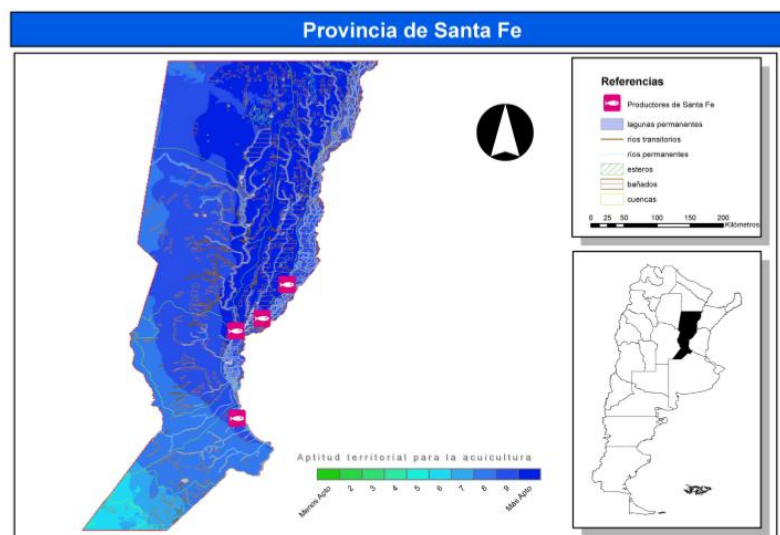 Provincia de Santa Fe
Referencias
Productores de Santa Fe
lagunas permanentes
ríos transitorios
ríos permanentes
esteros
bañados
cuencas
0 25 50 100 150 200
Kilómetros
Aptitud territorial para la acuicultura
Menos Apto 2 3 4 5 6 7 8 9 Más Apto